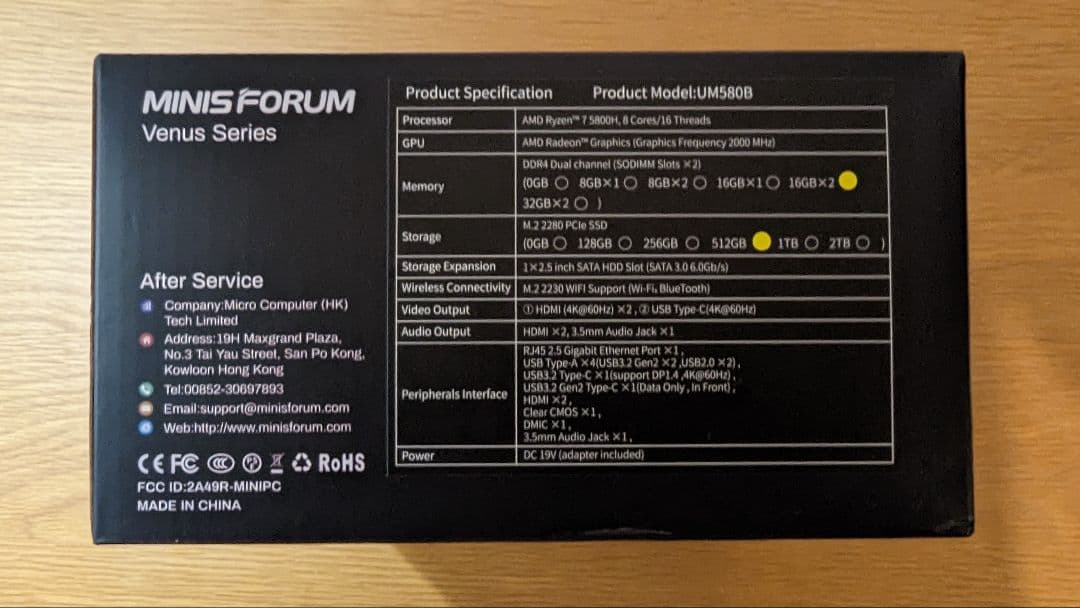 MINISFORUM
Venus Series
After Service
Company:Micro Computer (HK)
Tech Limited
Address:19H Maxgrand Plaza,
No.3 Tai Yau Street, San Po Kong,
Kowloon Hong Kong
Tel:00852-30697893
Email:support@minisforum.com
Web:http://www.minisforum.com
CE FC CCC RoHS
FCC ID:2A49R-MINIPC
MADE IN CHINA
Product Specification Product Model:UM580B
Processor AMD Ryzen™ 7 5800H, 8 Cores/16 Threads
GPU AMD Radeon™ Graphics (Graphics Frequency 2000 MHz)
Memory
DDR4 Dual channel (SODIMM Slots ×2)
(0GB ○ 8GB×1 ○ 8GB×2 ○ 16GB×1 ○ 16GB×2
32GB×2 ○ )
Storage
M.2 2280 PCIe SSD
(0GB ○ 128GB ○ 256GB ○ 512GB 1TB ○ 2TB ○ )
Storage Expansion 1×2.5 inch SATA HDD Slot (SATA 3.0 6.0Gb/s)
Wireless Connectivity M.2 2230 WIFI Support (Wi-Fi, BlueTooth)
Video Output ① HDMI (4K@60Hz) ×2 , ② USB Type-C(4K@60Hz)
Audio Output HDMI ×2, 3.5mm Audio Jack ×1
Peripherals Interface
RJ45 2.5 Gigabit Ethernet Port ×1,
USB Type-A ×4(USB3.2 Gen2 ×2 ,USB2.0 ×2),
USB3.2 Type-C ×1(support DP1.4 ,4K@60Hz),
USB3.2 Gen2 Type-C ×1(Data Only , In Front),
HDMI ×2,
Clear CMOS ×1,
DMIC ×1,
3.5mm Audio Jack ×1,
Power DC 19V (adapter included)